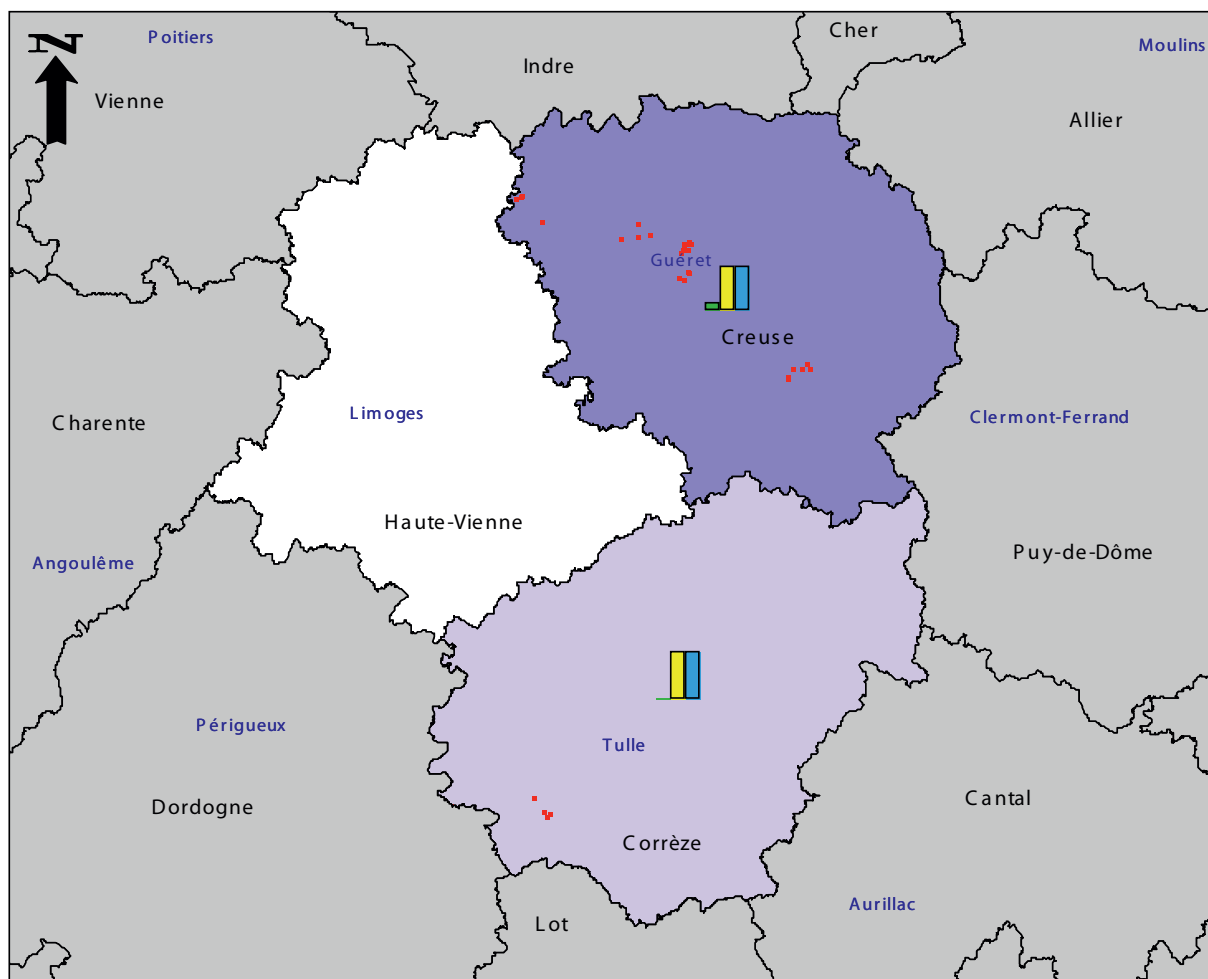 Cher
Poitiers
N
Moulins
Indre
Vienne
Allier
Guéret
Creuse
Limoges
Clermont-Ferrand
Charente
Haute-Vienne
Puy-de-Dôme
Angoulême
Périgueux
Tulle
Cantal
Dordogne
Corrèze
Aurillac
Lot